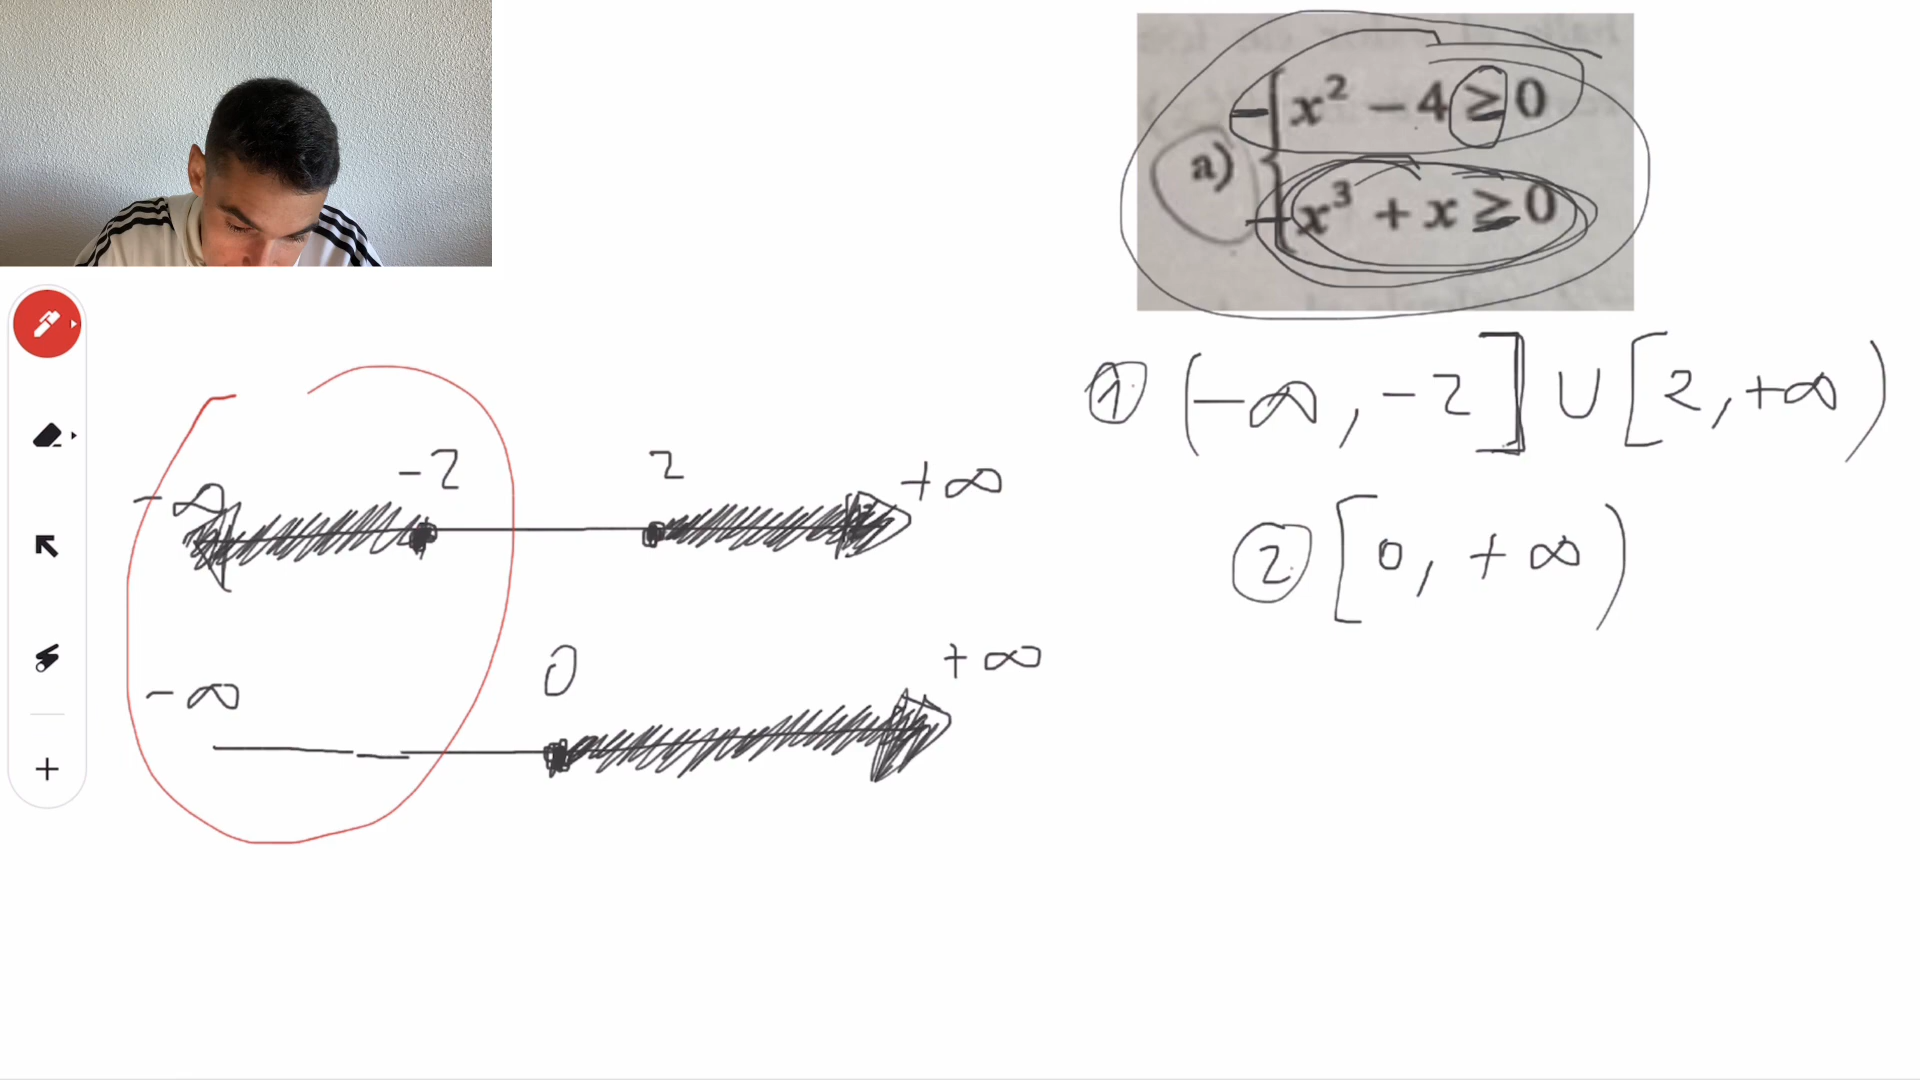 a) { x² − 4 ≥ 0
x³ + x ≥ 0
① (−∞, −2] ∪ [2, +∞)
② [0, +∞)
−∞ −2 2 +∞
−∞ 0 +∞